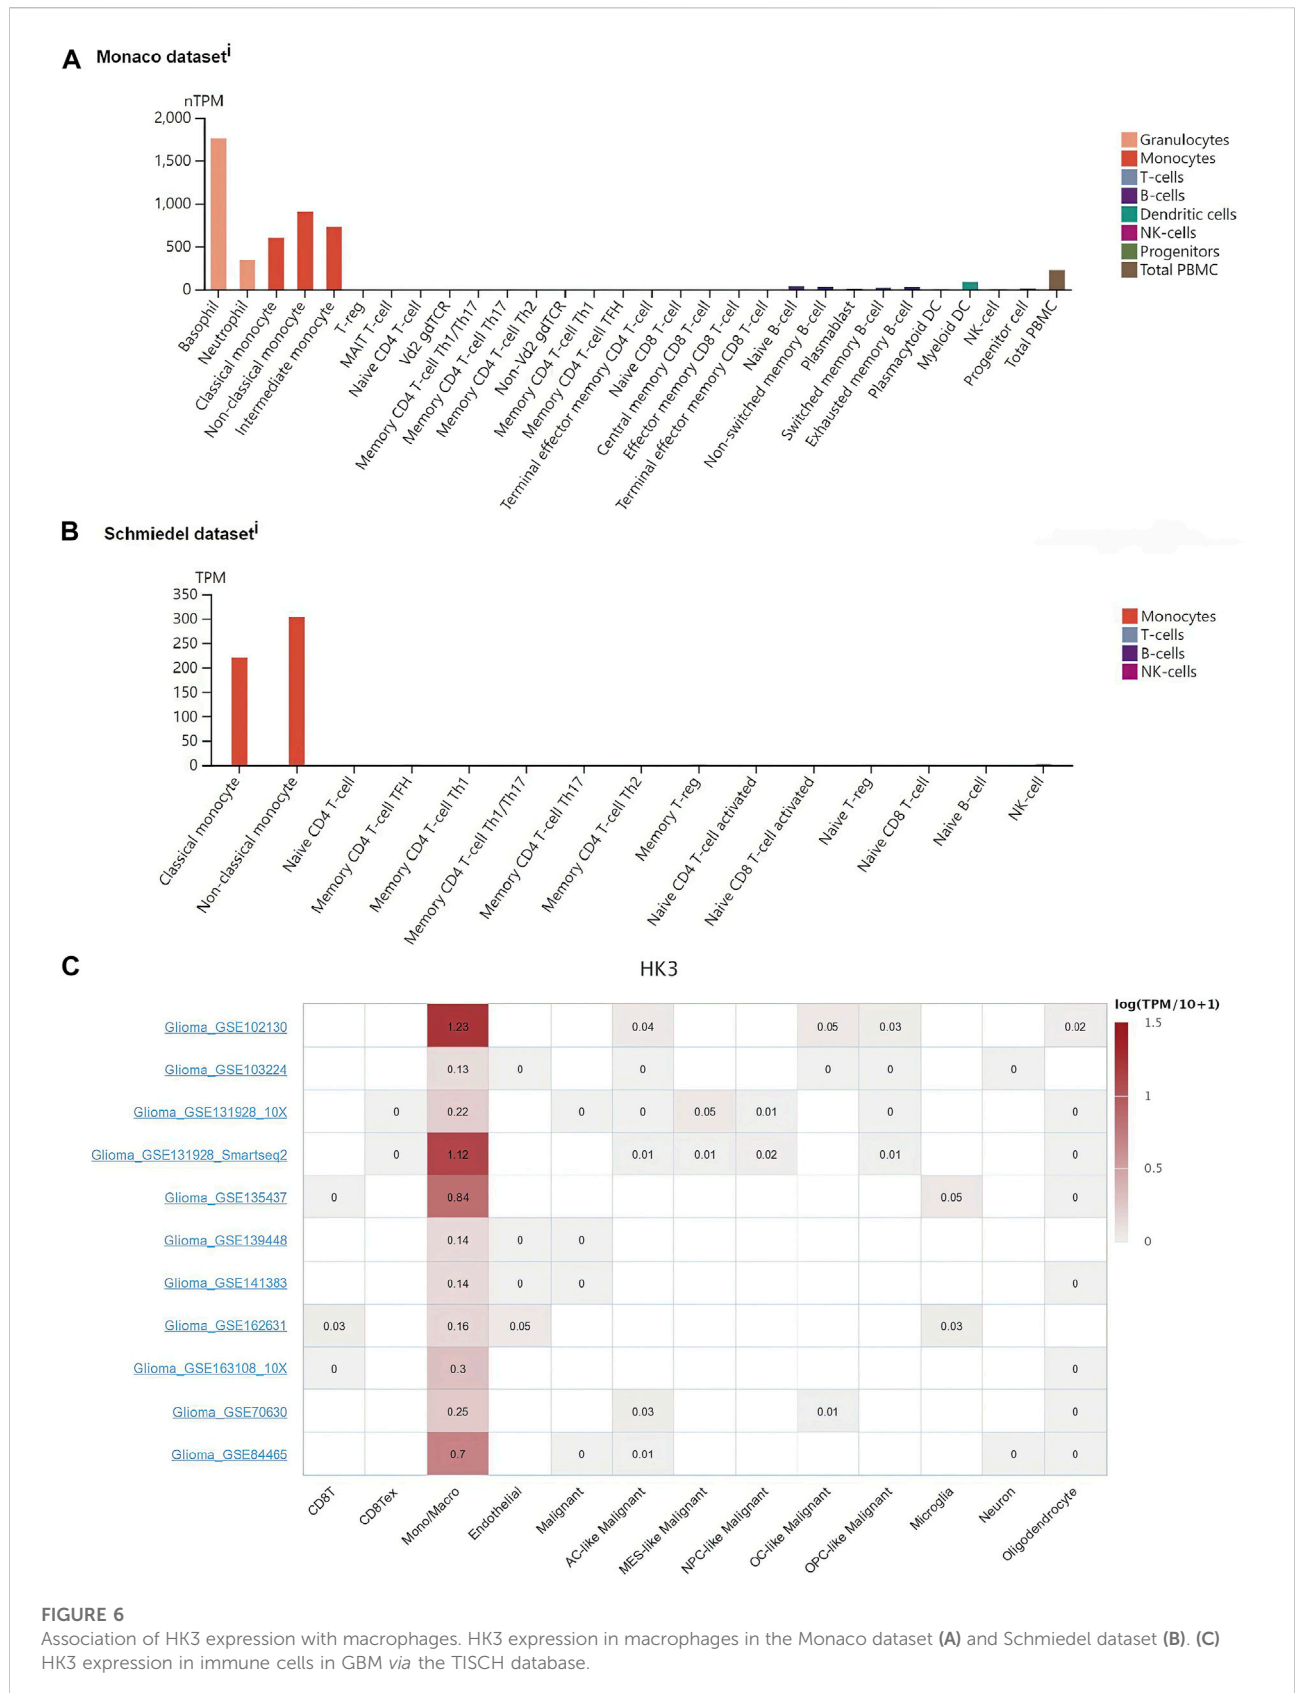 A Monaco datasetⁱ
nTPM
2,000
1,500
1,000
500
0
Basophil
Neutrophil
Classical monocyte
Non-classical monocyte
Intermediate monocyte
T-reg
MAIT T-cell
Naive CD4 T-cell
Vd2 gdTCR
Memory CD4 T-cell Th1/Th17
Memory CD4 T-cell Th17
Memory CD4 T-cell Th2
Non-Vd2 gdTCR
Memory CD4 T-cell Th1
Memory CD4 T-cell TFH
Terminal effector memory CD4 T-cell
Naive CD8 T-cell
Central memory CD8 T-cell
Effector memory CD8 T-cell
Terminal effector memory CD8 T-cell
Naive B-cell
Non-switched memory B-cell
Plasmablast
Switched memory B-cell
Exhausted memory B-cell
Plasmacytoid DC
Myeloid DC
NK-cell
Progenitor cell
Total PBMC
Granulocytes
Monocytes
T-cells
B-cells
Dendritic cells
NK-cells
Progenitors
Total PBMC
B Schmiedel datasetⁱ
TPM
350
300
250
200
150
100
50
0
Classical monocyte
Non-classical monocyte
Naive CD4 T-cell
Memory CD4 T-cell TFH
Memory CD4 T-cell Th1
Memory CD4 T-cell Th1/Th17
Memory CD4 T-cell Th17
Memory CD4 T-cell Th2
Memory T-reg
Naive CD4 T-cell activated
Naive CD8 T-cell activated
Naive T-reg
Naive CD8 T-cell
Naive B-cell
NK-cell
Monocytes
T-cells
B-cells
NK-cells
C HK3
Glioma_GSE102130 1.23 0.04 0.05 0.03 0.02
Glioma_GSE103224 0.13 0 0 0 0 0
Glioma_GSE131928_10X 0 0.22 0 0 0.05 0.01 0 0
Glioma_GSE131928_Smartseq2 0 1.12 0.01 0.01 0.02 0.01 0
Glioma_GSE135437 0 0.84 0.05 0
Glioma_GSE139448 0.14 0 0
Glioma_GSE141383 0.14 0 0 0
Glioma_GSE162631 0.03 0.16 0.05 0.03
Glioma_GSE163108_10X 0 0.3 0
Glioma_GSE70630 0.25 0.03 0.01 0
Glioma_GSE84465 0.7 0 0.01 0 0
CD8T
CD8Tex
Mono/Macro
Endothelial
Malignant
AC-like Malignant
MES-like Malignant
NPC-like Malignant
OC-like Malignant
OPC-like Malignant
Microglia
Neuron
Oligodendrocyte
log(TPM/10+1)
1.5
1
0.5
0
FIGURE 6
Association of HK3 expression with macrophages. HK3 expression in macrophages in the Monaco dataset (A) and Schmiedel dataset (B). (C)
HK3 expression in immune cells in GBM via the TISCH database.